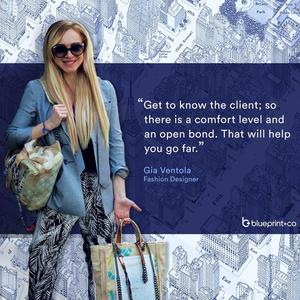 “Get to know the client; so
there is a comfort level and
an open bond. That will help
you go far.”
Gia Ventola
Fashion Designer
blueprint+co